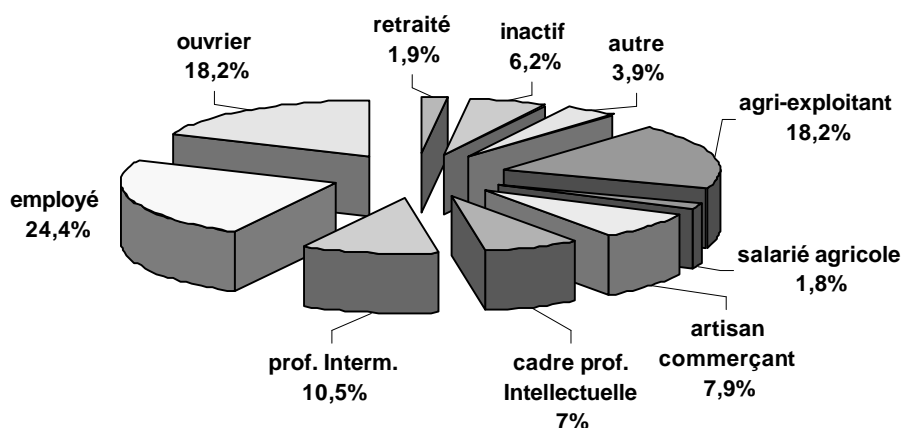 ouvrier
18,2%
retraité
1,9%
inactif
6,2%
autre
3,9%
agri-exploitant
18,2%
employé
24,4%
salarié agricole
1,8%
artisan
commerçant
7,9%
cadre prof.
Intellectuelle
7%
prof. Interm.
10,5%